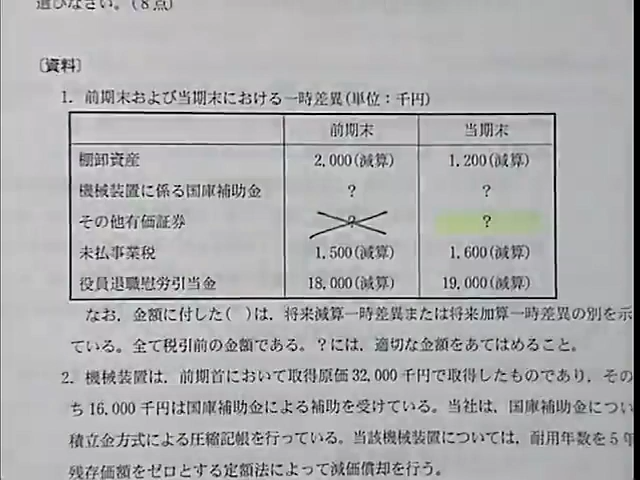 選びなさい。(8点)
〔資料〕
1. 前期末および当期末における一時差異(単位：千円)
前期末 当期末
棚卸資産 2,000(減算) 1,200(減算)
機械装置に係る国庫補助金 ? ?
その他有価証券 ? ?
未払事業税 1,500(減算) 1,600(減算)
役員退職慰労引当金 18,000(減算) 19,000(減算)
なお，金額に付した( )は，将来減算一時差異または将来加算一時差異の別を示
ている。全て税引前の金額である。？には，適切な金額をあてはめること。
2. 機械装置は，前期首において取得原価32,000千円で取得したものであり，その
ち16,000千円は国庫補助金による補助を受けている。当社は，国庫補助金につい
積立金方式による圧縮記帳を行っている。当該機械装置については，耐用年数を5年
残存価額をゼロとする定額法によって減価償却を行う。